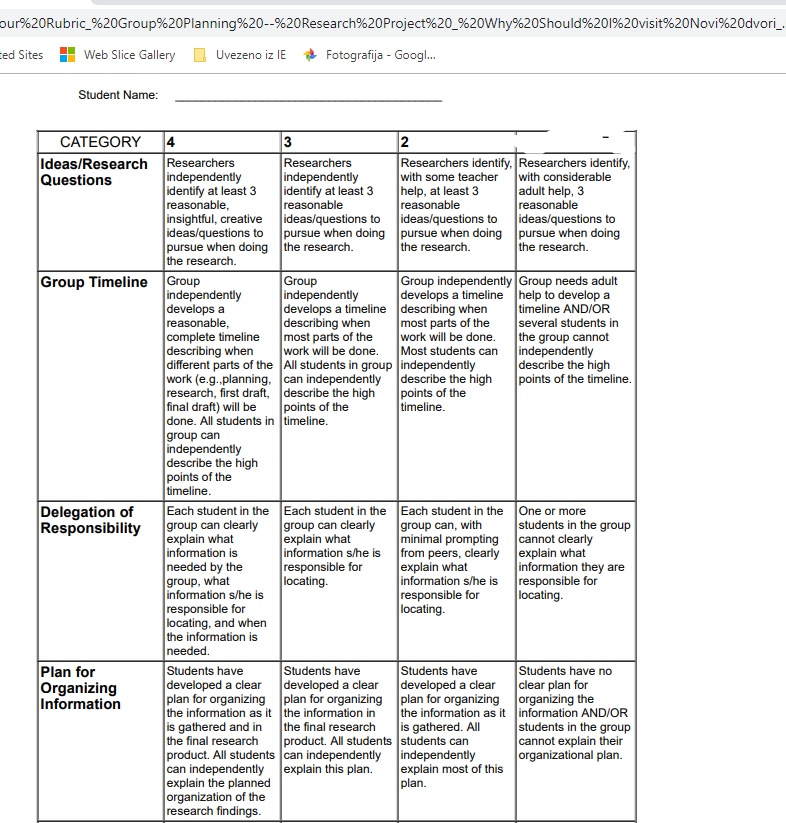 our%20Rubric_%20Group%20Planning%20--%20Research%20Project%20_%20Why%20Should%20I%20visit%20Novi%20dvori_
ted Sites Web Slice Gallery Uvezeno iz IE Fotografija - Googl...
Student Name: ________________________________________
CATEGORY 4 3 2
Ideas/Research
Questions
Researchers
independently
identify at least 3
reasonable,
insightful, creative
ideas/questions to
pursue when doing
the research.
Researchers
independently
identify at least 3
reasonable
ideas/questions to
pursue when doing
the research.
Researchers identify,
with some teacher
help, at least 3
reasonable
ideas/questions to
pursue when doing
the research.
Researchers identify,
with considerable
adult help, 3
reasonable
ideas/questions to
pursue when doing
the research.
Group Timeline
Group
independently
develops a
reasonable,
complete timeline
describing when
different parts of the
work (e.g.,planning,
research, first draft,
final draft) will be
done. All students in
group can
independently
describe the high
points of the
timeline.
Group
independently
develops a timeline
describing when
most parts of the
work will be done.
All students in group
can independently
describe the high
points of the
timeline.
Group independently
develops a timeline
describing when
most parts of the
work will be done.
Most students can
independently
describe the high
points of the
timeline.
Group needs adult
help to develop a
timeline AND/OR
several students in
the group cannot
independently
describe the high
points of the timeline.
Delegation of
Responsibility
Each student in the
group can clearly
explain what
information is
needed by the
group, what
information s/he is
responsible for
locating, and when
the information is
needed.
Each student in the
group can clearly
explain what
information s/he is
responsible for
locating.
Each student in the
group can, with
minimal prompting
from peers, clearly
explain what
information s/he is
responsible for
locating.
One or more
students in the group
cannot clearly
explain what
information they are
responsible for
locating.
Plan for
Organizing
Information
Students have
developed a clear
plan for organizing
the information as it
is gathered and in
the final research
product. All students
can independently
explain the planned
organization of the
research findings.
Students have
developed a clear
plan for organizing
the information in
the final research
product. All students
can independently
explain this plan.
Students have
developed a clear
plan for organizing
the information as it
is gathered. All
students can
independently
explain most of this
plan.
Students have no
clear plan for
organizing the
information AND/OR
students in the group
cannot explain their
organizational plan.